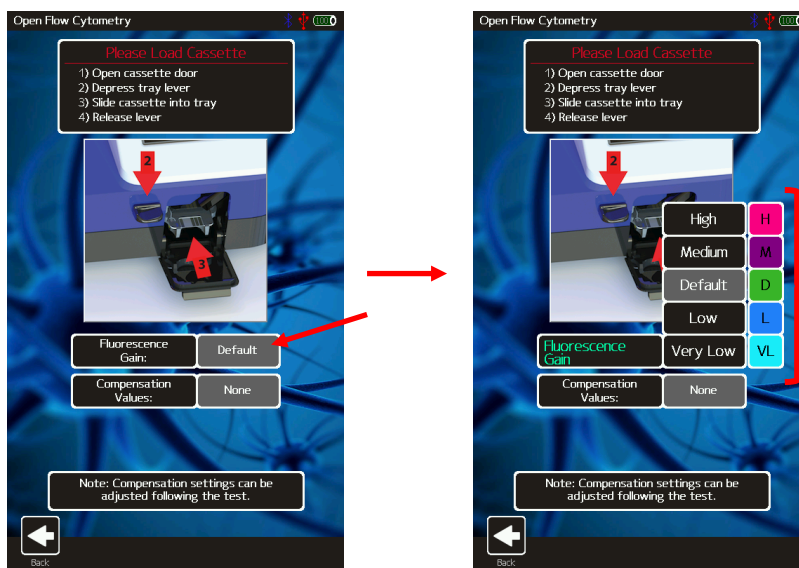 Open Flow Cytometry
100
Please Load Cassette
1) Open cassette door
2) Depress tray lever
3) Slide cassette into tray
4) Release lever
2
3
Fluorescence
Gain:
Default
Compensation
Values:
None
Note: Compensation settings can be
adjusted following the test.
Back
Open Flow Cytometry
100
Please Load Cassette
1) Open cassette door
2) Depress tray lever
3) Slide cassette into tray
4) Release lever
2
High H
Medium M
Default D
Low L
Very Low VL
Fluorescence
Gain
Compensation
Values:
None
Note: Compensation settings can be
adjusted following the test.
Back